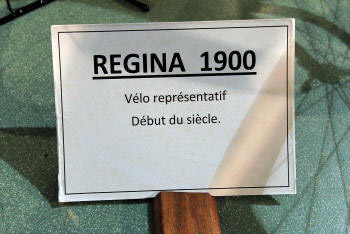 REGINA 1900
Vélo représentatif
Début du siècle.